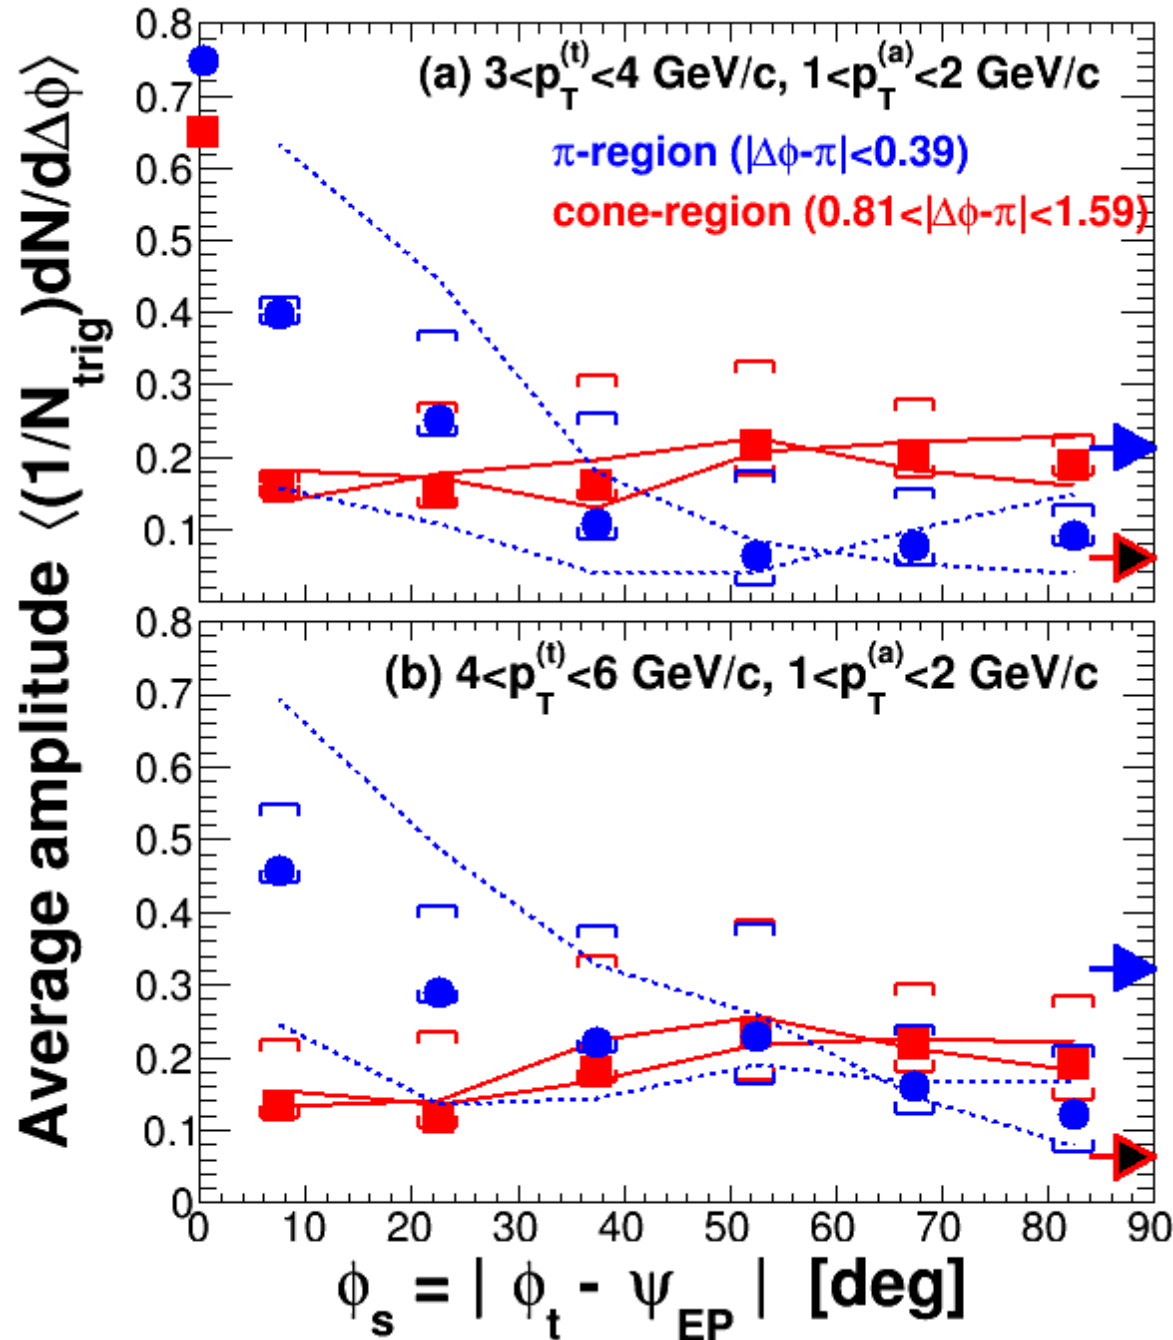 Average amplitude ⟨(1/N_trig)dN/dΔϕ⟩
0.8
(a) 3<p_T^(t)<4 GeV/c, 1<p_T^(a)<2 GeV/c
0.7
π-region (|Δϕ-π|<0.39)
0.6
cone-region (0.81<|Δϕ-π|<1.59)
0.5
0.4
0.3
0.2
0.1
0.8
(b) 4<p_T^(t)<6 GeV/c, 1<p_T^(a)<2 GeV/c
0.7
0.6
0.5
0.4
0.3
0.2
0.1
0
0 10 20 30 40 50 60 70 80 90
ϕ_s = | ϕ_t - ψ_EP | [deg]